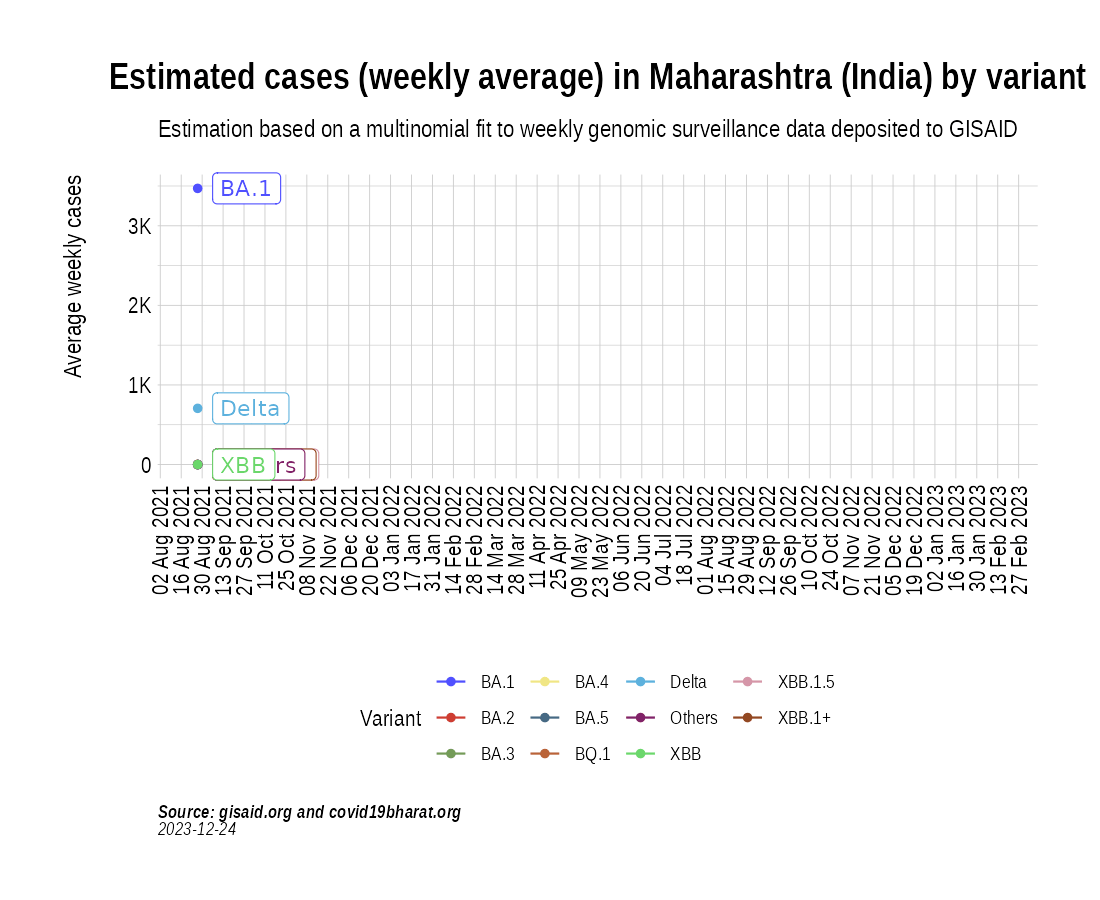 Estimated cases (weekly average) in Maharashtra (India) by variant
Estimation based on a multinomial fit to weekly genomic surveillance data deposited to GISAID
Average weekly cases
3K
2K
1K
0
BA.1
Delta
XBB
rs
02 Aug 2021
16 Aug 2021
30 Aug 2021
13 Sep 2021
27 Sep 2021
11 Oct 2021
25 Oct 2021
08 Nov 2021
22 Nov 2021
06 Dec 2021
20 Dec 2021
03 Jan 2022
17 Jan 2022
31 Jan 2022
14 Feb 2022
28 Feb 2022
14 Mar 2022
28 Mar 2022
11 Apr 2022
25 Apr 2022
09 May 2022
23 May 2022
06 Jun 2022
20 Jun 2022
04 Jul 2022
18 Jul 2022
01 Aug 2022
15 Aug 2022
29 Aug 2022
12 Sep 2022
26 Sep 2022
10 Oct 2022
24 Oct 2022
07 Nov 2022
21 Nov 2022
05 Dec 2022
19 Dec 2022
02 Jan 2023
16 Jan 2023
30 Jan 2023
13 Feb 2023
27 Feb 2023
Variant
BA.1
BA.2
BA.3
BA.4
BA.5
BQ.1
Delta
Others
XBB
XBB.1.5
XBB.1+
Source: gisaid.org and covid19bharat.org
2023-12-24